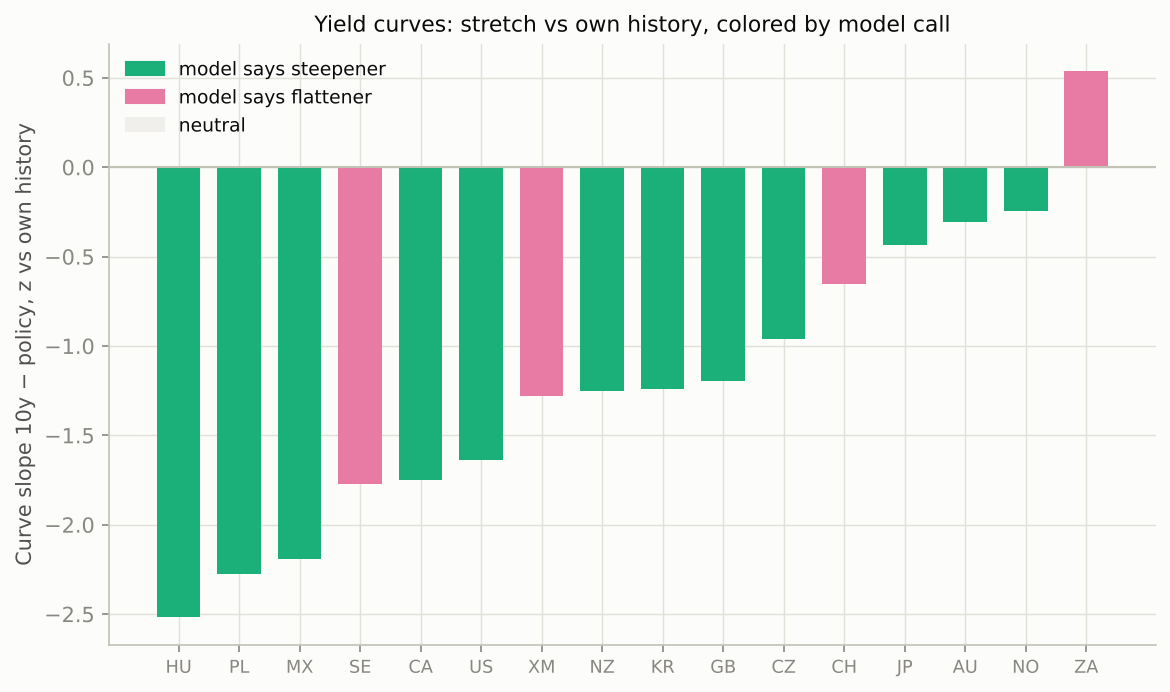 Yield curves: stretch vs own history, colored by model call
model says steepener
model says flattener
neutral
Curve slope 10y − policy, z vs own history
0.5
0.0
−0.5
−1.0
−1.5
−2.0
−2.5
HU PL MX SE CA US XM NZ KR GB CZ CH JP AU NO ZA